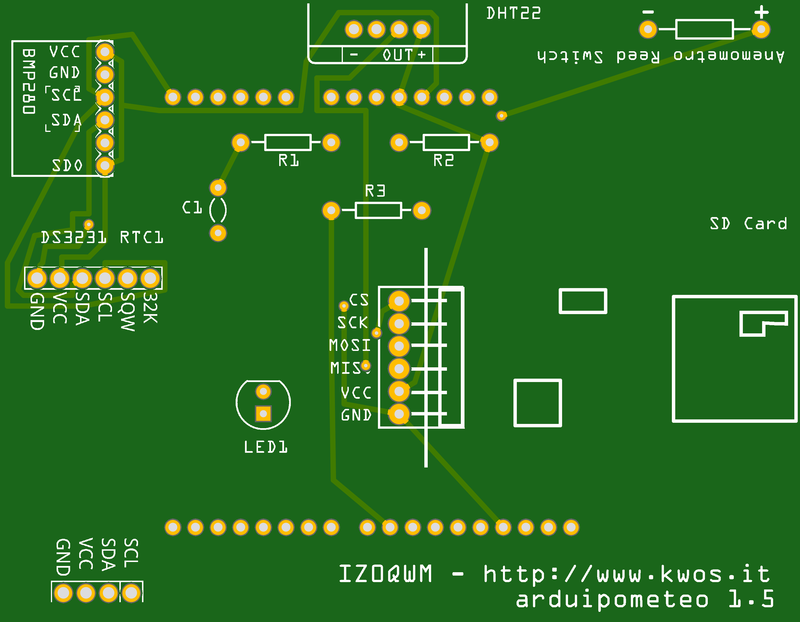 DHT22
- OUT +
- +
Anemometro Reed Switch
BMP280
VCC
GND
SCL
SDA
SDO
R1
R2
R3
C1
SD Card
DS3231 RTC1
GND
VCC
SDA
SCL
SQW
32K
CS
SCK
MOSI
MISO
VCC
GND
LED1
GND
VCC
SDA
SCL
IZ0QWM - http://www.kwos.it
arduipometeo 1.5